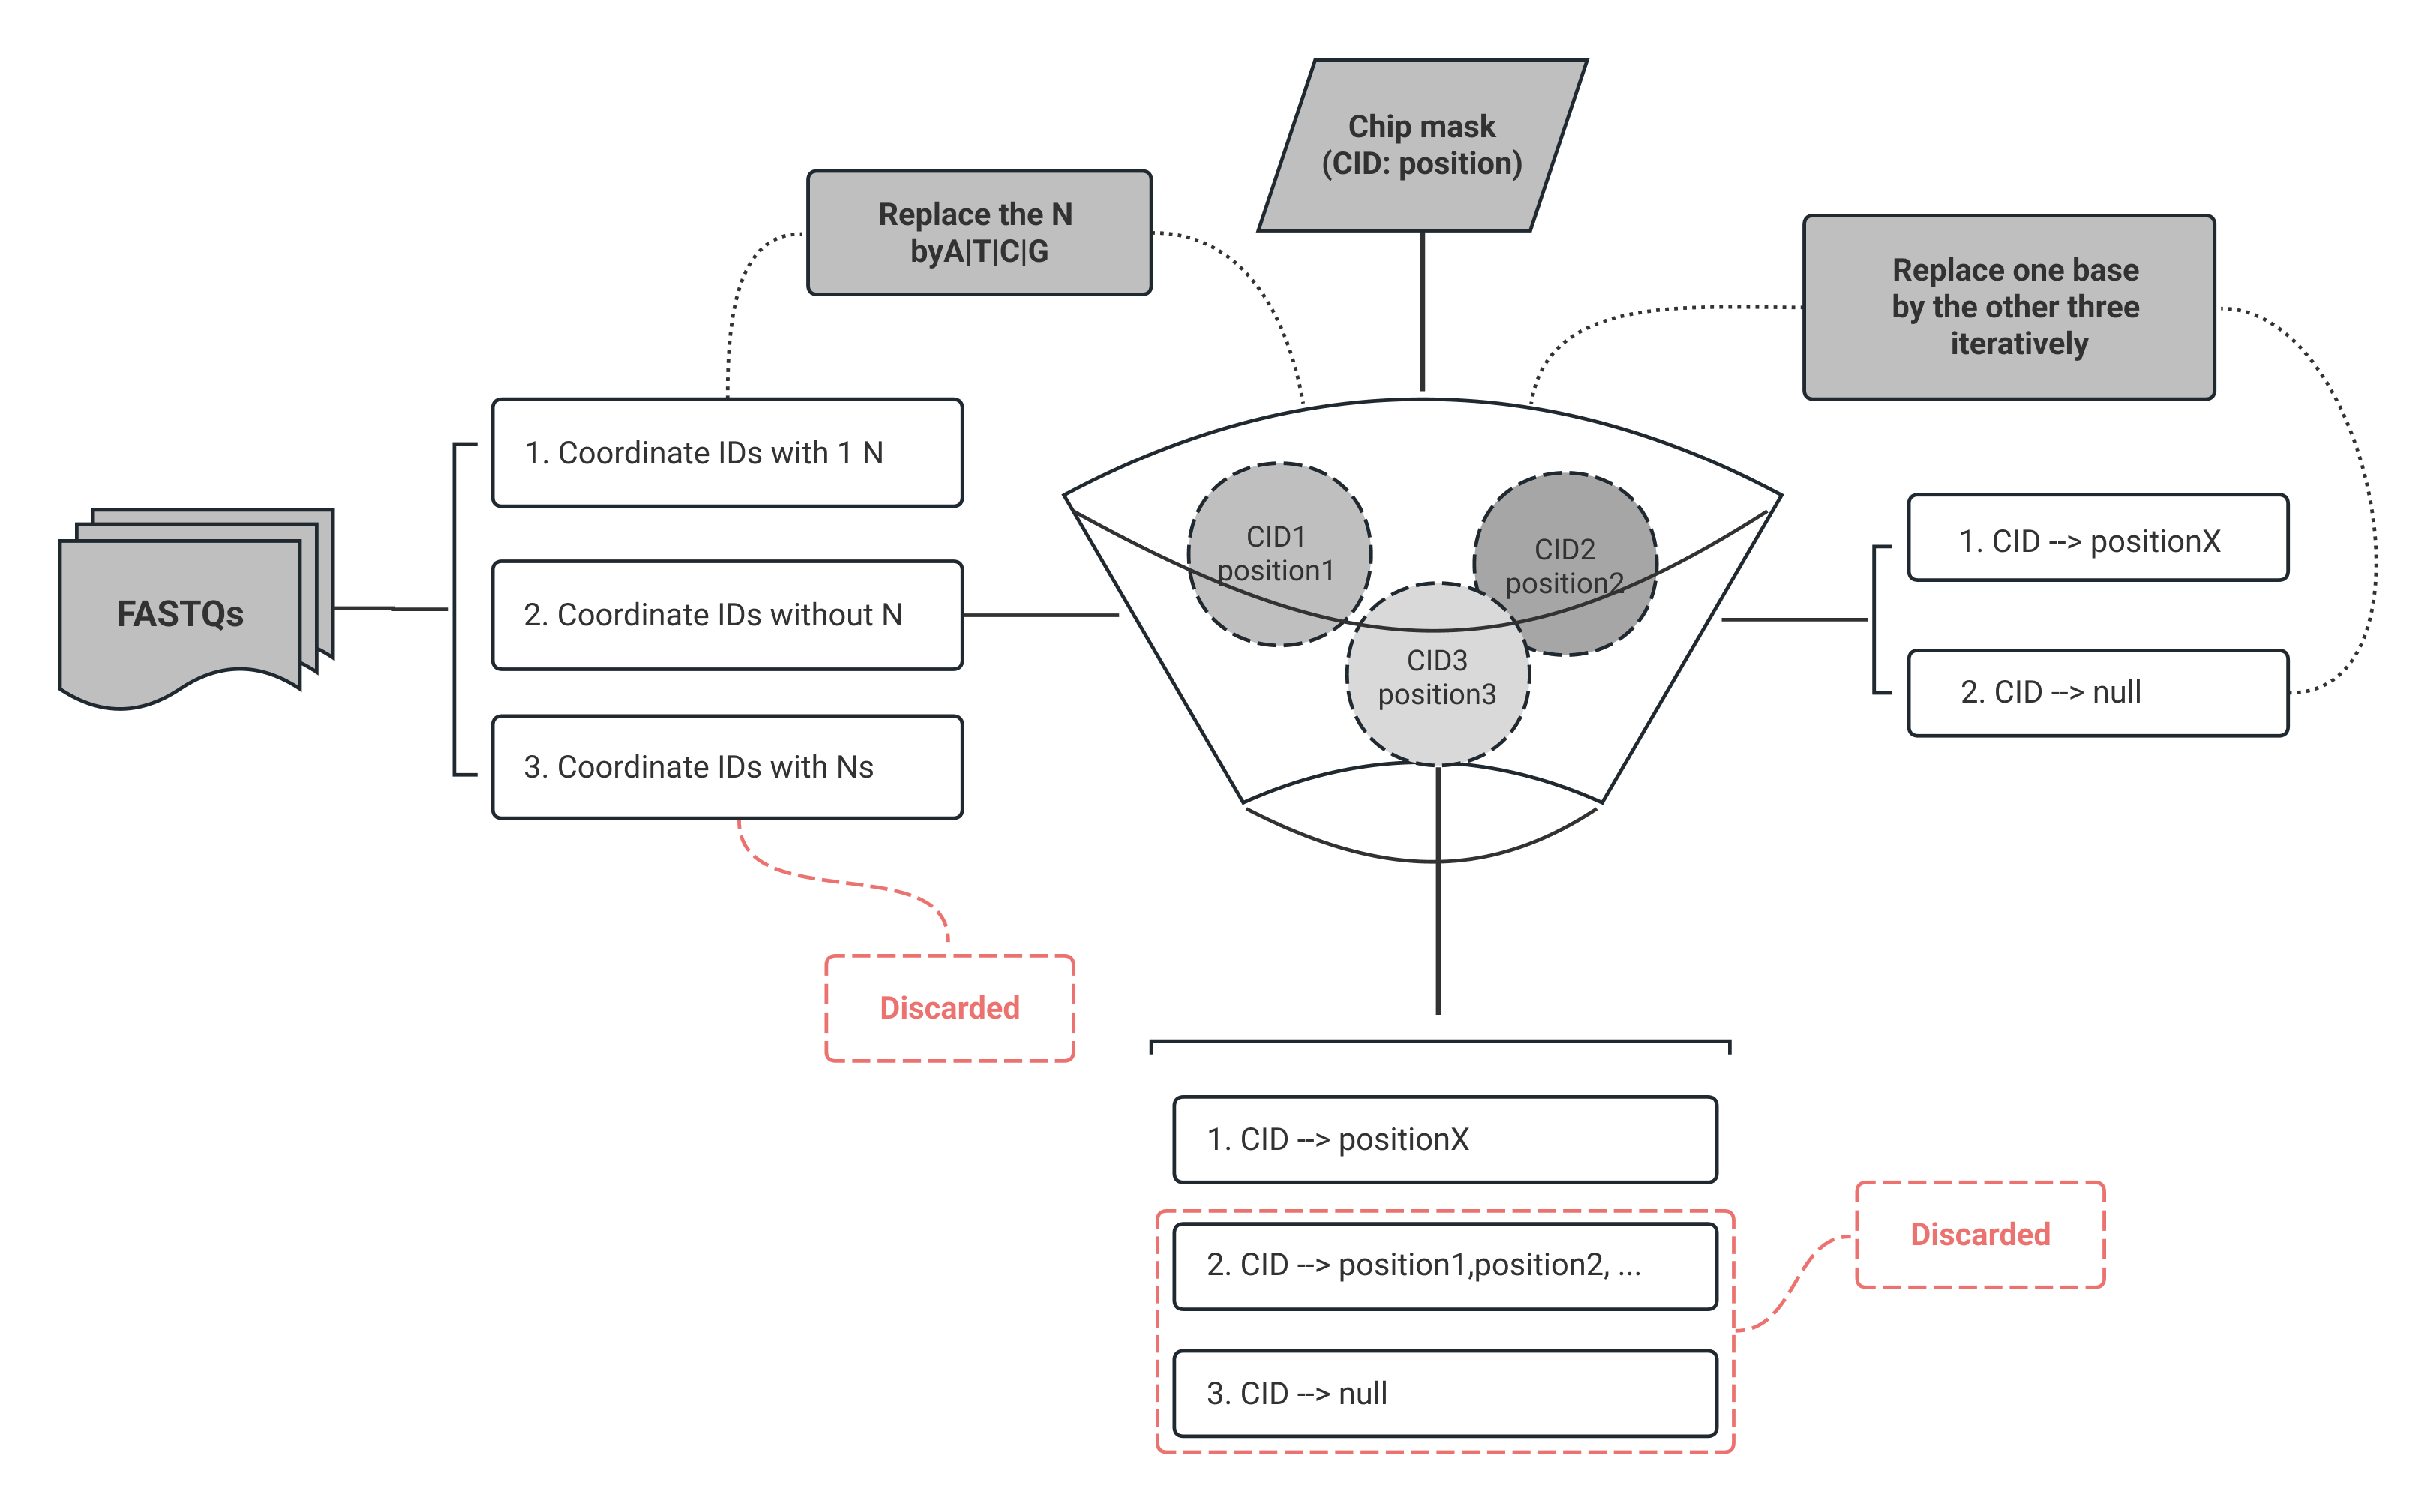 Chip mask
(CID: position)
Replace the N
byA|T|C|G
Replace one base
by the other three
iteratively
FASTQs
1. Coordinate IDs with 1 N
2. Coordinate IDs without N
3. Coordinate IDs with Ns
Discarded
CID1
position1
CID2
position2
CID3
position3
1. CID --> positionX
2. CID --> null
1. CID --> positionX
2. CID --> position1,position2, ...
3. CID --> null
Discarded